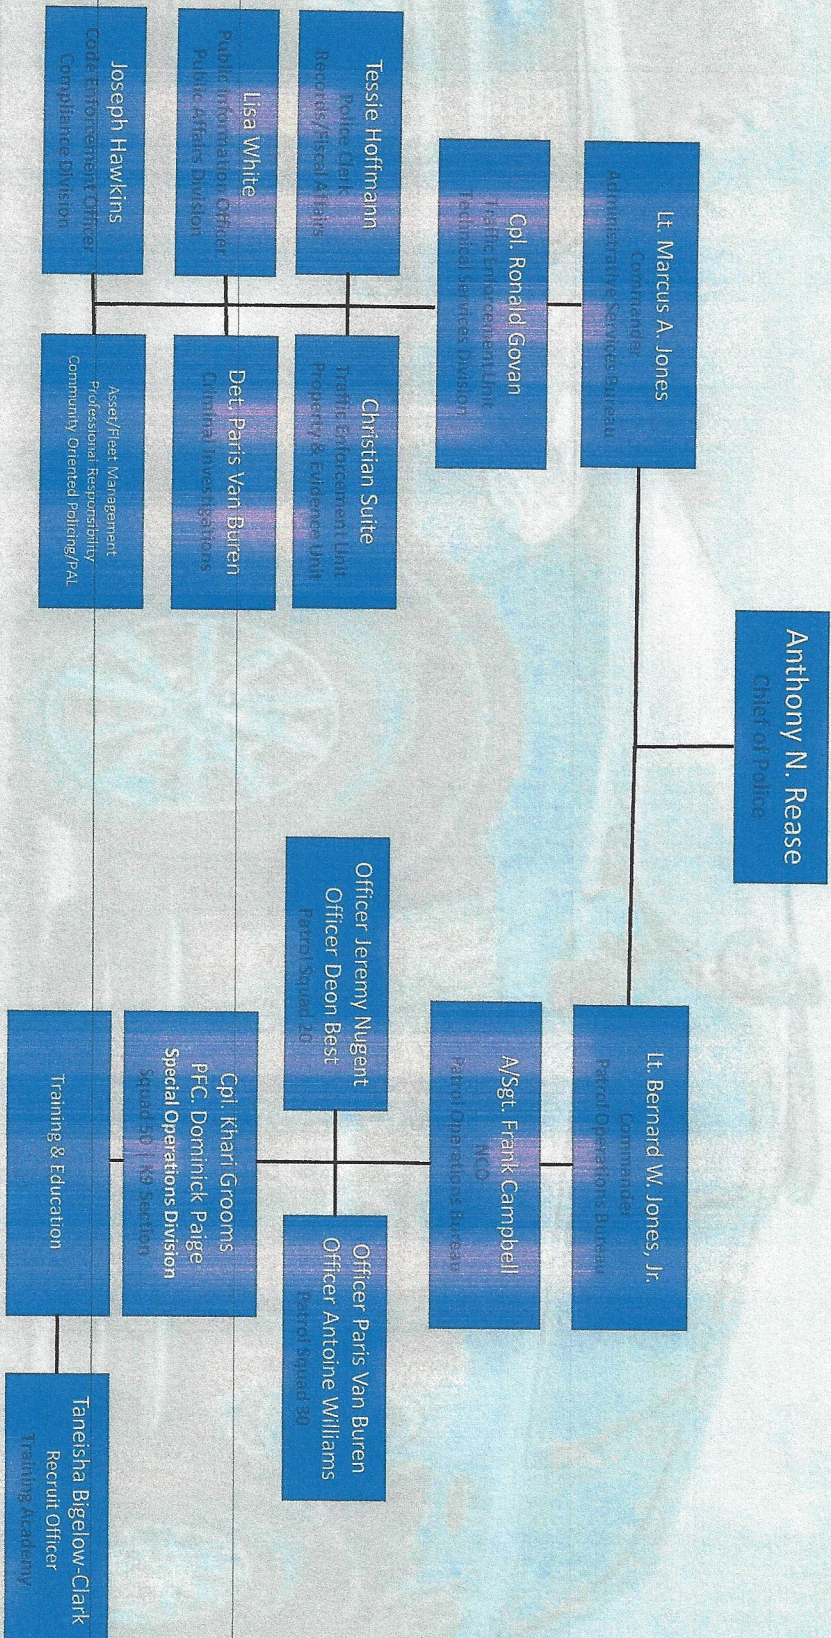 Anthony N. Rease
Chief of Police
Lt. Marcus A. Jones
Commander
Administrative Services Bureau
Lt. Bernard W. Jones, Jr.
Commander
Patrol Operations Bureau
Cpl. Ronald Govan
Traffic Enforcement Unit
Technical Services Division
A/Sgt. Frank Campbell
NCO
Patrol Operations Bureau
Tessie Hoffmann
Police Clerk
Records/Fiscal Affairs
Christian Suite
Traffic Enforcement Unit
Property & Evidence Unit
Officer Jeremy Nugent
Officer Deon Best
Patrol Squad 20
Officer Paris Van Buren
Officer Antoine Williams
Patrol Squad 30
Lisa White
Public Information Officer
Public Affairs Division
Det. Paris Van Buren
Criminal Investigations
Cpl. Khari Grooms
PFC. Dominick Paige
Special Operations Division
Squad 50 | K9 Section
Joseph Hawkins
Code Enforcement Officer
Compliance Division
Asset/Fleet Management
Professional Responsibility
Community Oriented Policing/PAL
Training & Education
Taneisha Bigelow-Clark
Recruit Officer
Training Academy